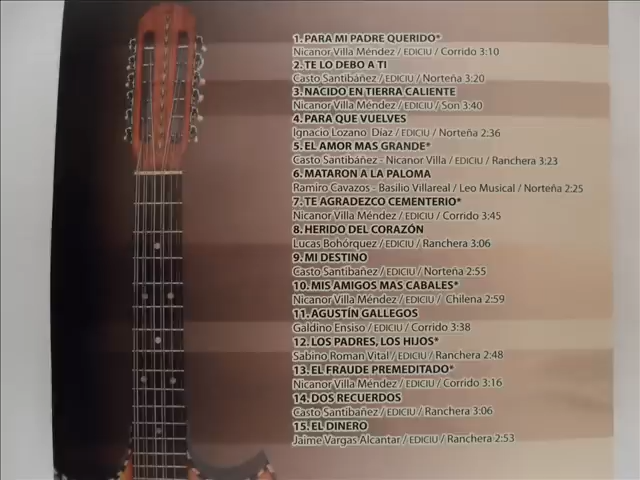 1. PARA MI PADRE QUERIDO*
Nicanor Villa Méndez / EDICIU / Corrido 3:10
2. TE LO DEBO A TI
Casto Santibáñez / EDICIU / Norteña 3:20
3. NACIDO EN TIERRA CALIENTE
Nicanor Villa Méndez / EDICIU / Son 3:40
4. PARA QUE VUELVES
Ignacio Lozano Díaz / EDICIU / Norteña 2:36
5. EL AMOR MAS GRANDE*
Casto Santibáñez - Nicanor Villa / EDICIU / Ranchera 3:23
6. MATARON A LA PALOMA
Ramiro Cavazos - Basilio Villareal / Leo Musical / Norteña 2:25
7. TE AGRADEZCO CEMENTERIO*
Nicanor Villa Méndez / EDICIU / Corrido 3:45
8. HERIDO DEL CORAZÓN
Lucas Bohórquez / EDICIU / Ranchera 3:06
9. MI DESTINO
Casto Santibañez / EDICIU / Norteña 2:55
10. MIS AMIGOS MAS CABALES*
Nicanor Villa Méndez / EDICIU / Chilena 2:59
11. AGUSTÍN GALLEGOS
Galdino Ensiso / EDICIU / Corrido 3:38
12. LOS PADRES, LOS HIJOS*
Sabino Roman Vital / EDICIU / Ranchera 2:48
13. EL FRAUDE PREMEDITADO*
Nicanor Villa Méndez / EDICIU / Corrido 3:16
14. DOS RECUERDOS
Casto Santibañez / EDICIU / Ranchera 3:06
15. EL DINERO
Jaime Vargas Alcantar / EDICIU / Ranchera 2:53